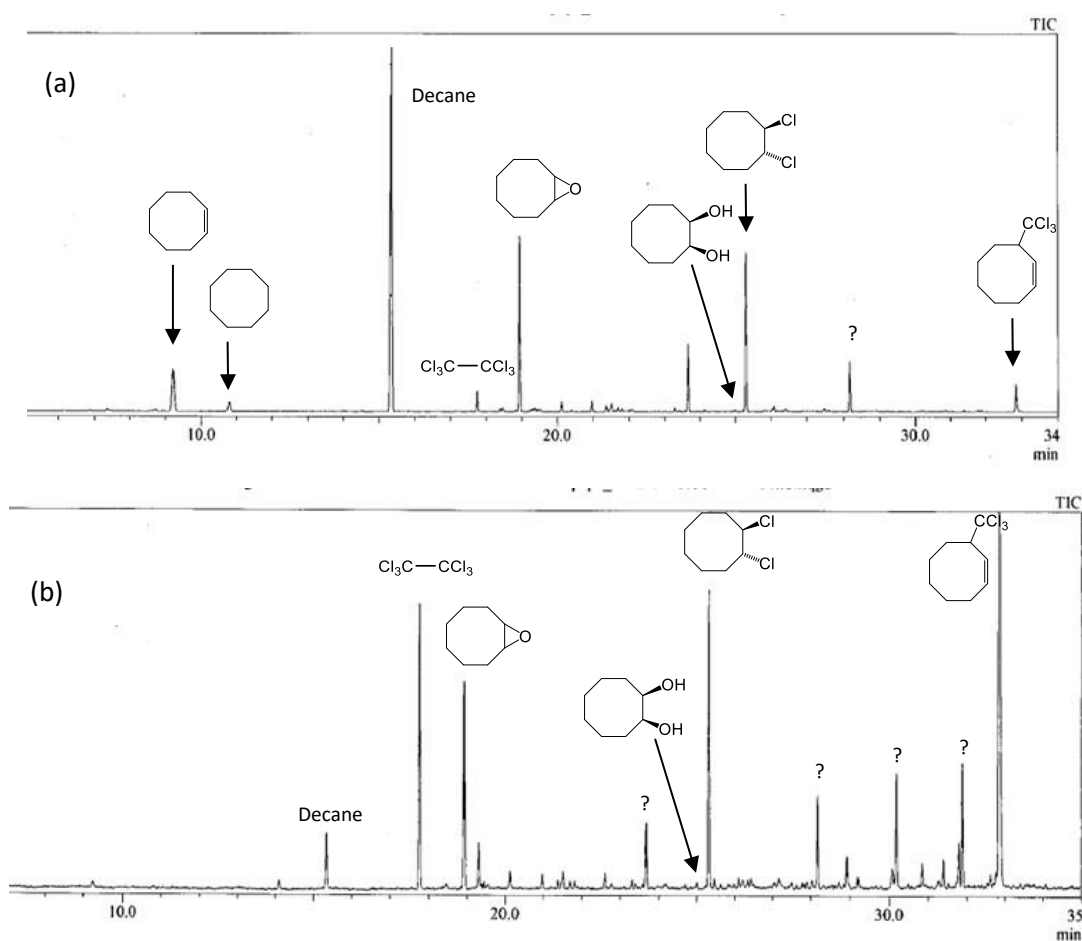 TIC
(a)
Decane
O
Cl
Cl
OH
OH
CCl3
Cl3C CCl3
?
10.0 20.0 30.0 34
min
TIC
(b)
Cl3C CCl3
O
OH
OH
Cl
Cl
CCl3
Decane
?
?
?
?
10.0 20.0 30.0 35
min